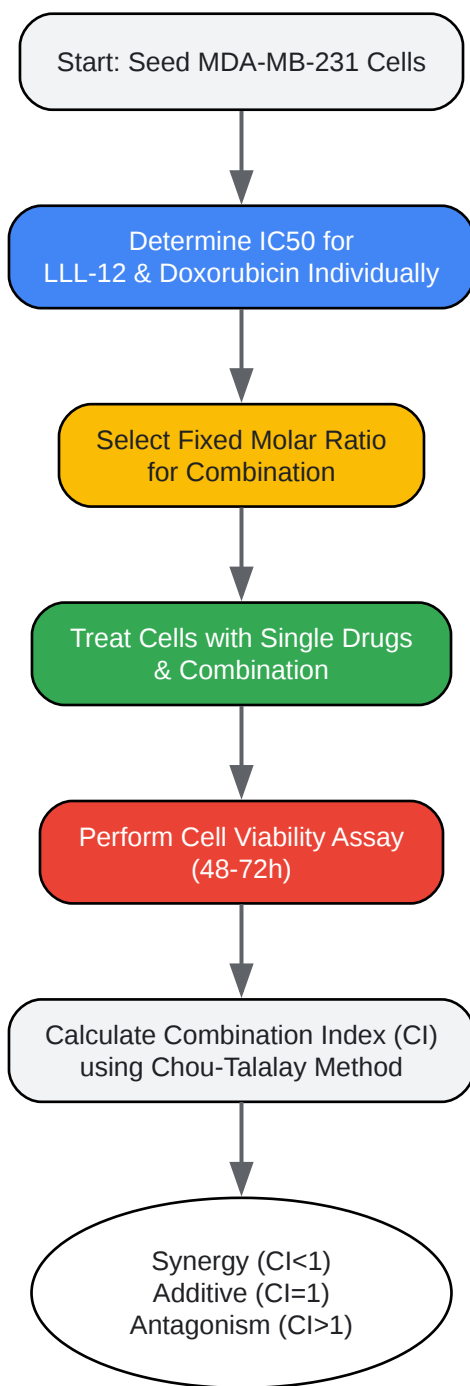 Start: Seed MDA-MB-231 Cells
Determine IC50 for
LLL-12 & Doxorubicin Individually
Select Fixed Molar Ratio
for Combination
Treat Cells with Single Drugs
& Combination
Perform Cell Viability Assay
(48-72h)
Calculate Combination Index (CI)
using Chou-Talalay Method
Synergy (CI<1)
Additive (CI=1)
Antagonism (CI>1)